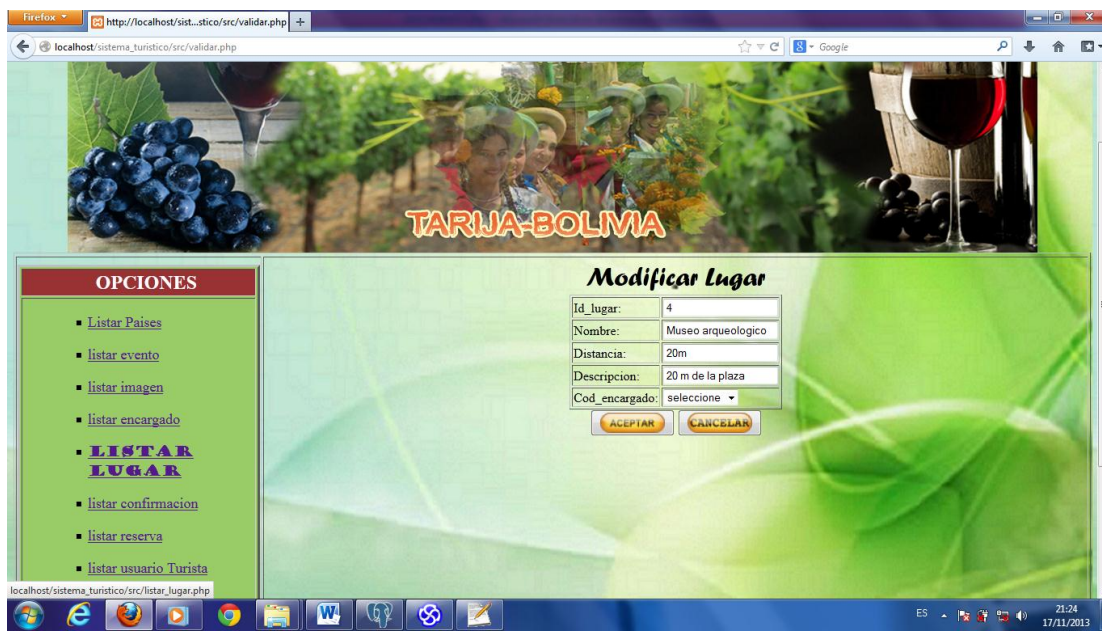 Firefox
http://localhost/sist...stico/src/validar.php
localhost/sistema_turistico/src/validar.php
Google
TARIJA-BOLIVIA
OPCIONES
Listar Paises
listar evento
listar imagen
listar encargado
LISTAR
LUGAR
listar confirmacion
listar reserva
listar usuario Turista
Modificar Lugar
Id_lugar: 4
Nombre: Museo arqueologico
Distancia: 20m
Descripcion: 20 m de la plaza
Cod_encargado: seleccione
ACEPTAR CANCELAR
localhost/sistema_turistico/src/listar_lugar.php
ES
21:24
17/11/2013